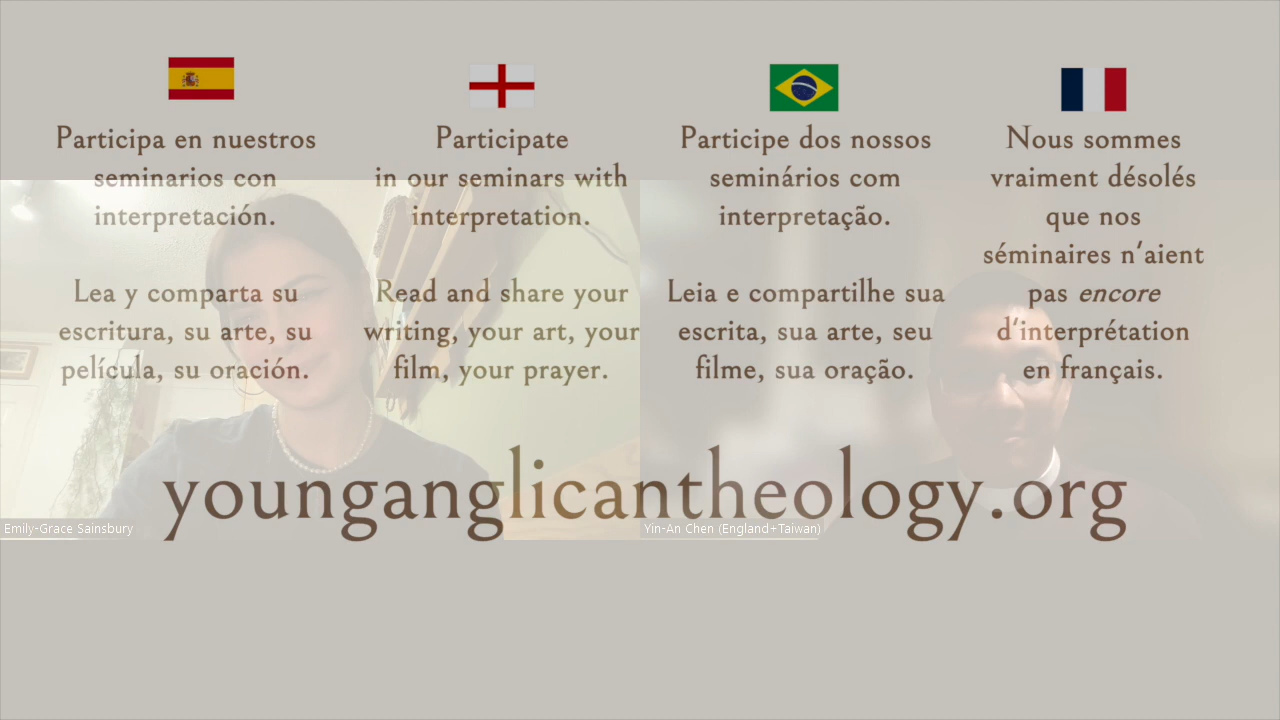 Participa en nuestros
seminarios con
interpretación.
Lea y comparta su
escritura, su arte, su
película, su oración.
Participate
in our seminars with
interpretation.
Read and share your
writing, your art, your
film, your prayer.
Participe dos nossos
seminários com
interpretação.
Leia e compartilhe sua
escrita, sua arte, seu
filme, sua oração.
Nous sommes
vraiment désolés
que nos
séminaires n'aient
pas encore
d'interprétation
en français.
younganglicantheology.org
Emily-Grace Sainsbury
Yin-An Chen (England+Taiwan)